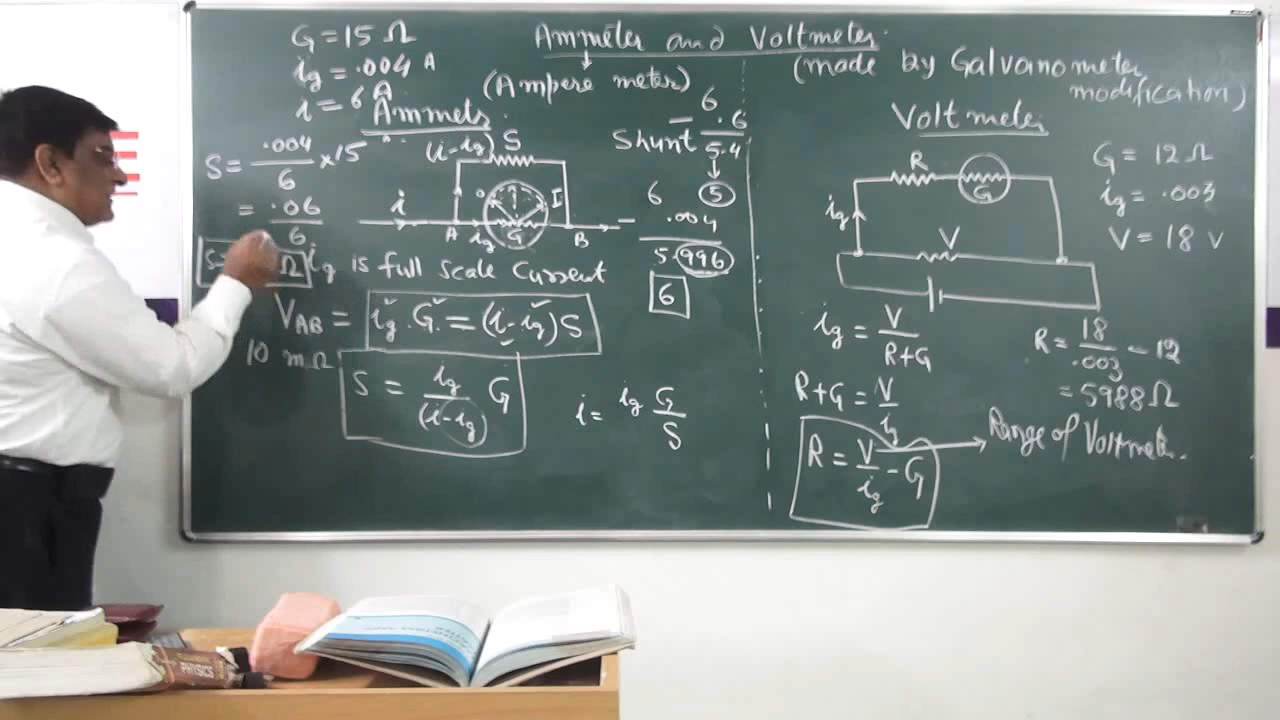 Ammeter and Voltmeter.
(Ampere meter)
(made by Galvanometer
modification)
G = 15 Ω
ig = .004 A
i = 6 A
Ammets.
S = .004/6 × 15
= .06/6
S= Ω
10 mΩ
(i-ig) S
i
A ig G B
ig is full scale Current
VAB = ig . G = (i-ig) S
S = ig/(i-ig) G
i = ig G/S
6
- .6
Shunt 5.4
5
6
- .004
5.996
6
Voltmeter
R G
ig
V
G = 12 Ω
ig = .003
V = 18 V
ig = V/R+G
R+G = V/ig
R = V/ig - G
Range of Voltmete.
R = 18/.003 - 12
= 5988 Ω
PHYSICS